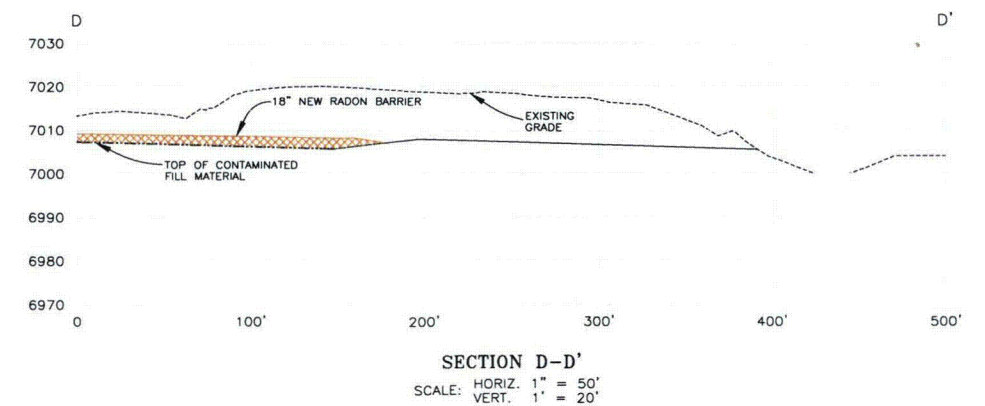 D D'
7030
7020
18" NEW RADON BARRIER
EXISTING
GRADE
7010
TOP OF CONTAMINATED
FILL MATERIAL
7000
6990
6980
6970
0 100' 200' 300' 400' 500'
SECTION D-D'
SCALE: HORIZ. 1" = 50'
VERT. 1' = 20'